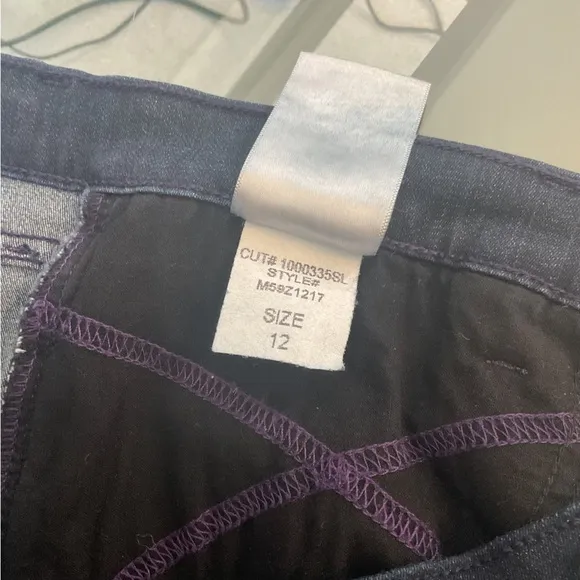 CUT# 1000335SL
STYLE#
M59Z1217
SIZE
12